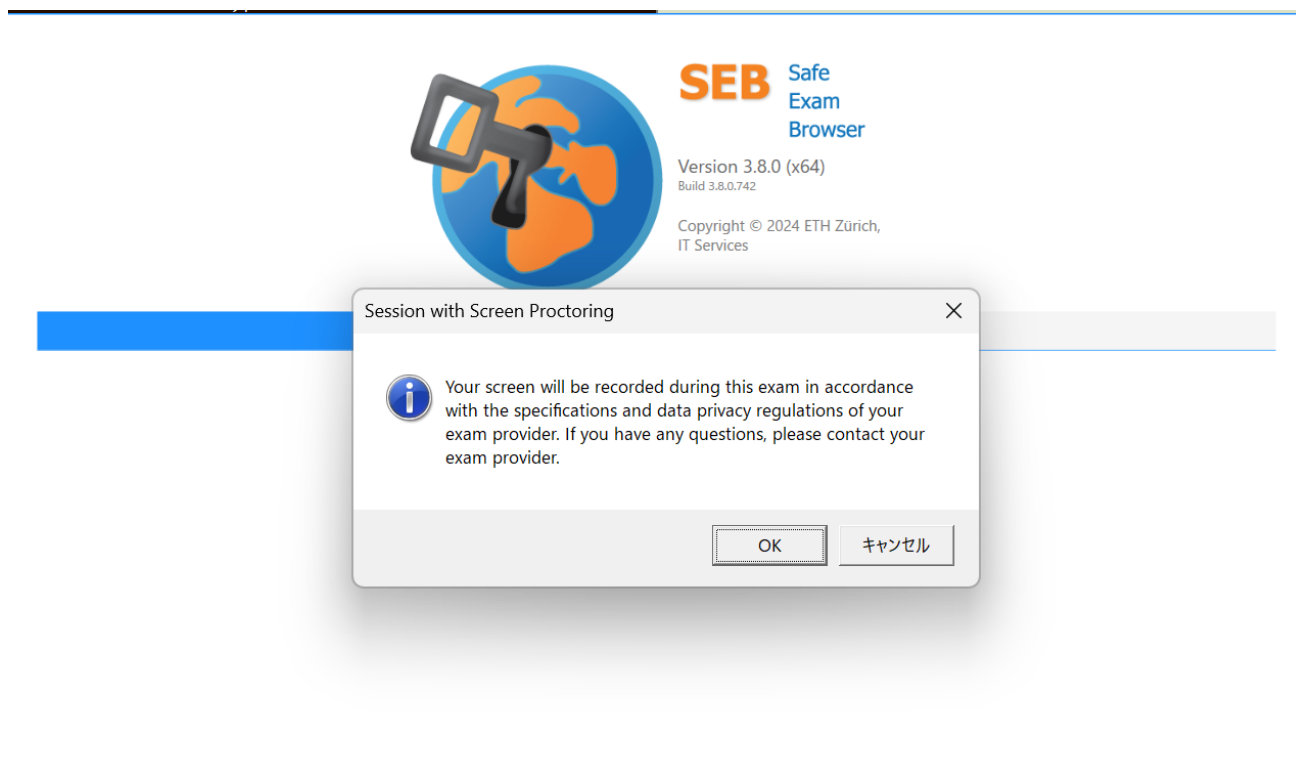 SEB
Safe
Exam
Browser
Version 3.8.0 (x64)
Build 3.8.0.742
Copyright © 2024 ETH Zürich,
IT Services
Session with Screen Proctoring
Your screen will be recorded during this exam in accordance
with the specifications and data privacy regulations of your
exam provider. If you have any questions, please contact your
exam provider.
OK
キャンセル